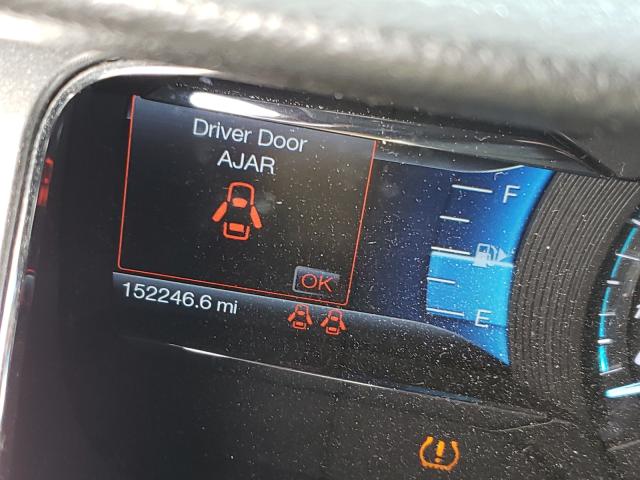 Driver Door
AJAR
OK
152246.6 mi
F
E